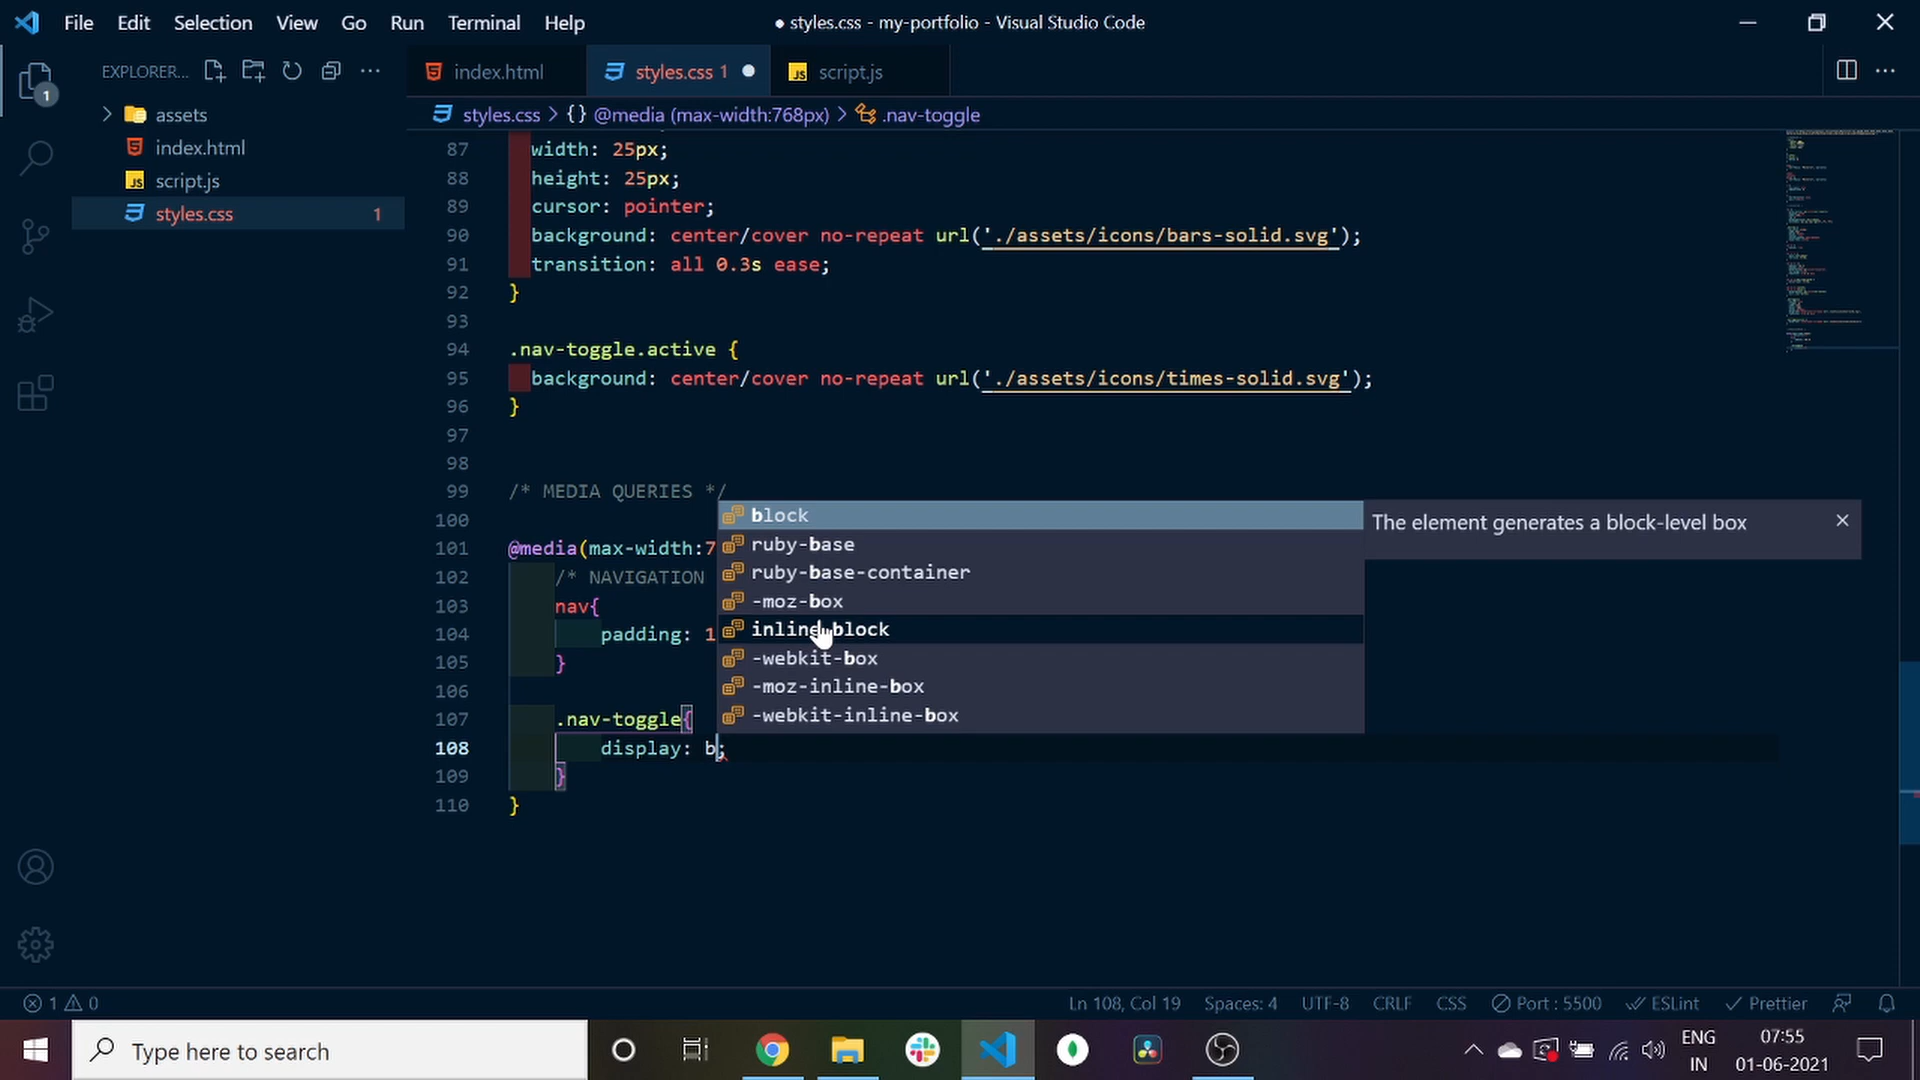 File Edit Selection View Go Run Terminal Help
● styles.css - my-portfolio - Visual Studio Code
EXPLORER...
index.html
styles.css 1
script.js
1
assets
index.html
script.js
styles.css 1
styles.css > {} @media (max-width:768px) > .nav-toggle
87 width: 25px;
88 height: 25px;
89 cursor: pointer;
90 background: center/cover no-repeat url('./assets/icons/bars-solid.svg');
91 transition: all 0.3s ease;
92 }
93
94 .nav-toggle.active {
95 background: center/cover no-repeat url('./assets/icons/times-solid.svg');
96 }
97
98
99 /* MEDIA QUERIES */
100
101 @media(max-width:7
102 /* NAVIGATION
103 nav{
104 padding: 1
105 }
106
107 .nav-toggle{
108 display: b;
109 }
110 }
block
ruby-base
ruby-base-container
-moz-box
inline-block
-webkit-box
-moz-inline-box
-webkit-inline-box
The element generates a block-level box
1 0
Ln 108, Col 19 Spaces: 4 UTF-8 CRLF CSS Port : 5500 ESLint Prettier
Type here to search
ENG
IN
07:55
01-06-2021